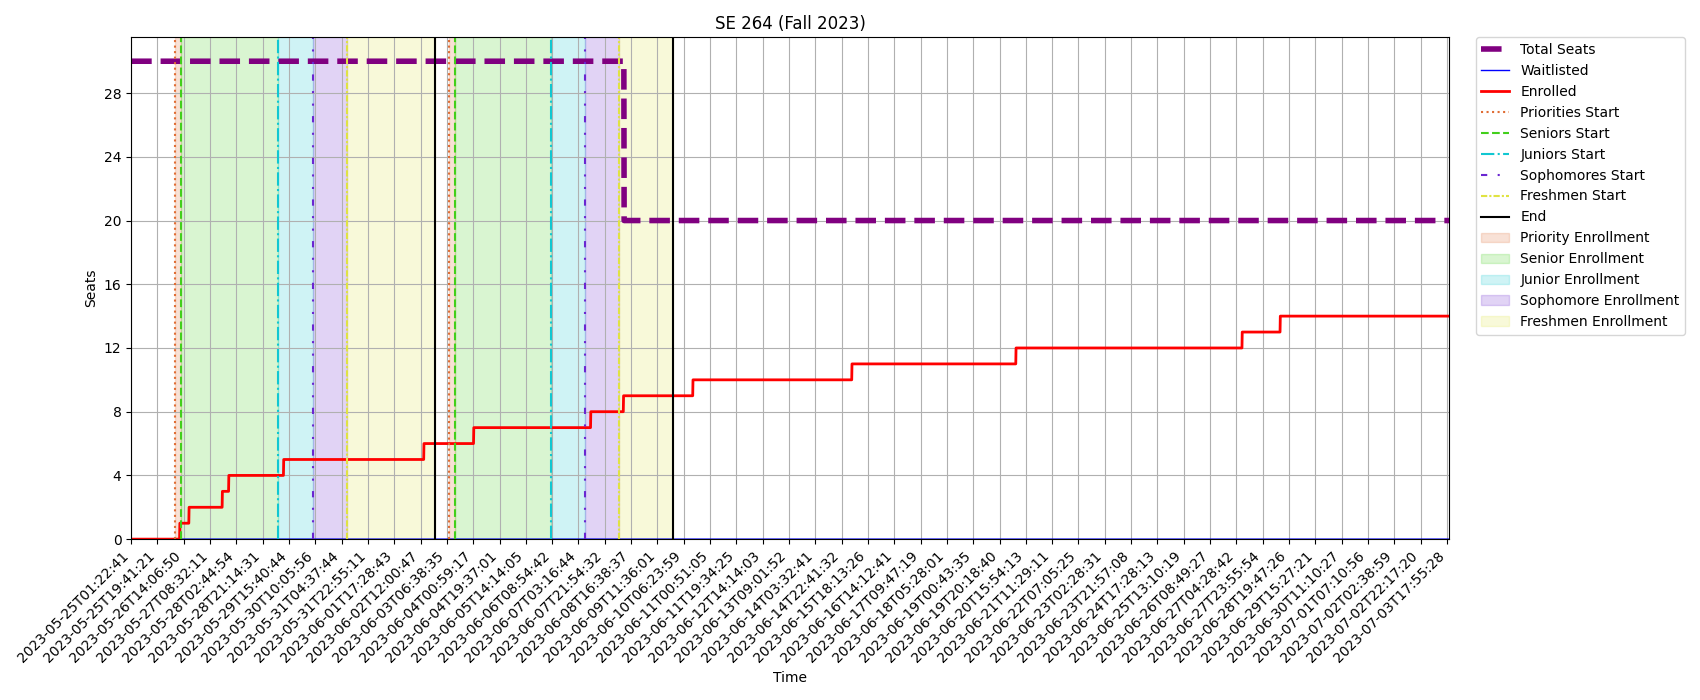 SE 264 (Fall 2023)
28
24
20
16
12
8
4
0
Seats
2023-05-25T01:22:41
2023-05-25T19:41:21
2023-05-26T14:06:50
2023-05-27T08:32:11
2023-05-28T02:44:54
2023-05-28T21:14:31
2023-05-29T15:40:44
2023-05-30T10:05:56
2023-05-31T04:37:44
2023-05-31T22:55:11
2023-06-01T17:28:43
2023-06-02T12:00:47
2023-06-03T06:38:35
2023-06-04T00:59:17
2023-06-04T19:37:01
2023-06-05T14:14:05
2023-06-06T08:54:42
2023-06-07T03:16:44
2023-06-07T21:54:32
2023-06-08T16:38:37
2023-06-09T11:36:01
2023-06-10T06:23:59
2023-06-11T00:51:05
2023-06-11T19:34:25
2023-06-12T14:14:03
2023-06-13T09:01:52
2023-06-14T03:32:41
2023-06-14T22:41:32
2023-06-15T18:13:26
2023-06-16T14:12:41
2023-06-17T09:47:19
2023-06-18T05:28:01
2023-06-19T00:43:35
2023-06-19T20:18:40
2023-06-20T15:54:13
2023-06-21T11:29:11
2023-06-22T07:05:25
2023-06-23T02:28:31
2023-06-23T21:57:08
2023-06-24T17:28:13
2023-06-25T13:10:19
2023-06-26T08:49:27
2023-06-27T04:28:42
2023-06-27T23:55:54
2023-06-28T19:47:26
2023-06-29T15:27:21
2023-06-30T11:10:27
2023-07-01T07:10:56
2023-07-02T02:38:59
2023-07-02T22:17:20
2023-07-03T17:55:28
Time
Total Seats
Waitlisted
Enrolled
Priorities Start
Seniors Start
Juniors Start
Sophomores Start
Freshmen Start
End
Priority Enrollment
Senior Enrollment
Junior Enrollment
Sophomore Enrollment
Freshmen Enrollment